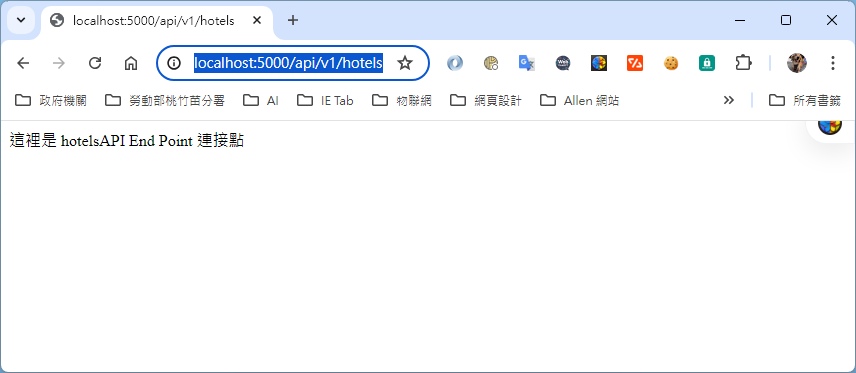 localhost:5000/api/v1/hotels
localhost:5000/api/v1/hotels
政府機關 勞動部桃竹苗分署 AI IE Tab 物聯網 網頁設計 Allen 網站 » 所有書籤
這裡是 hotelsAPI End Point 連接點